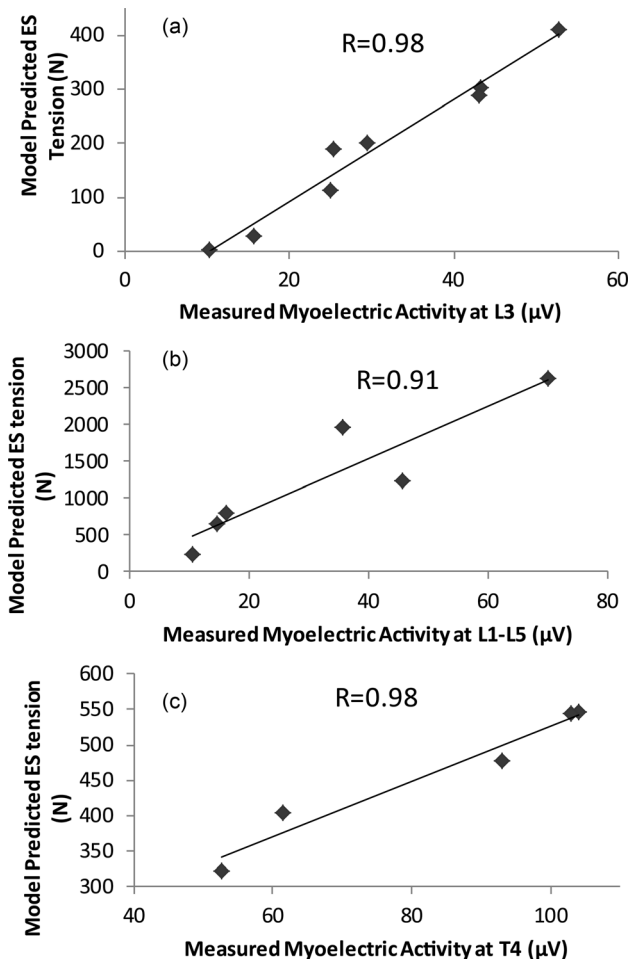 (a)
R=0.98
Model Predicted ES
Tension (N)
400
300
200
100
0
0 20 40 60
Measured Myoelectric Activity at L3 (µV)
(b)
R=0.91
Model Predicted ES tension
(N)
3000
2500
2000
1500
1000
500
0
0 20 40 60 80
Measured Myoelectric Activity at L1-L5 (µV)
(c)
R=0.98
Model Predicted ES tension
(N)
600
550
500
450
400
350
300
40 60 80 100
Measured Myoelectric Activity at T4 (µV)